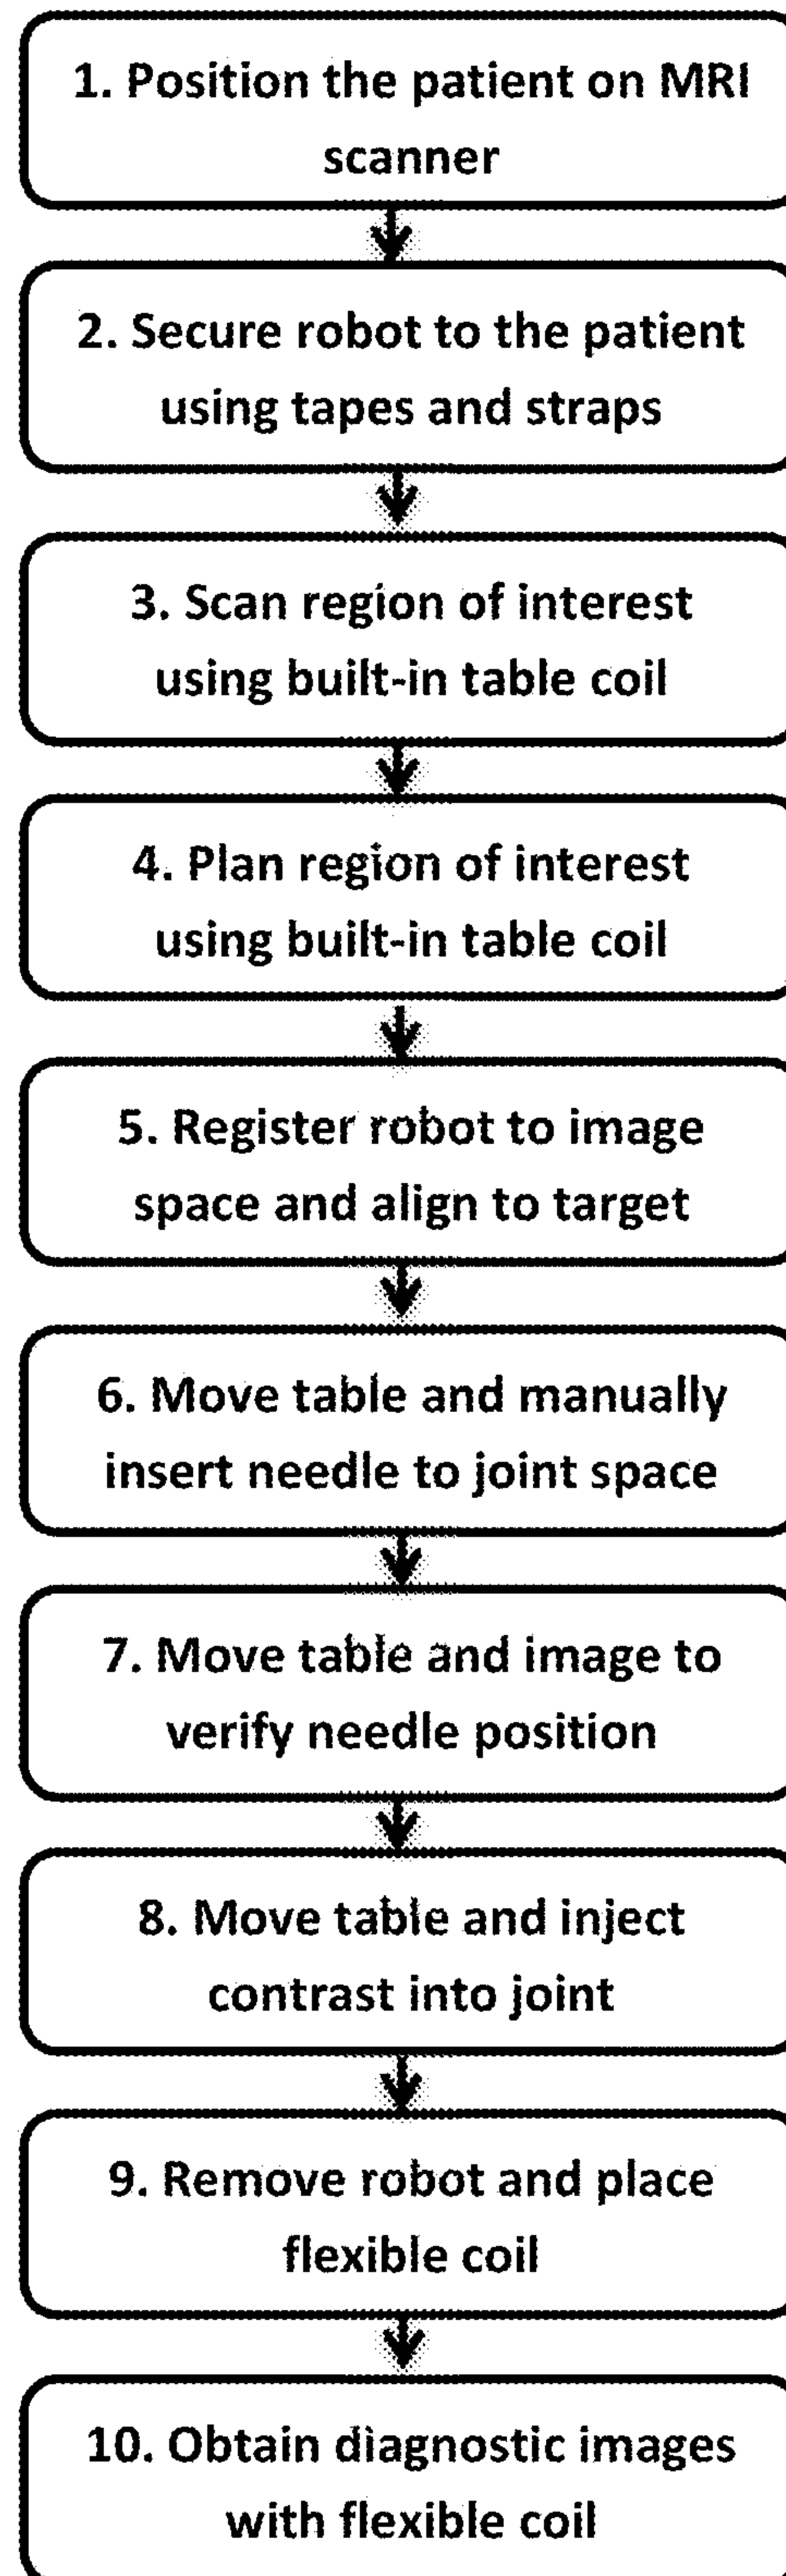 1. Position the patient on MRI
scanner
2. Secure robot to the patient
using tapes and straps
3. Scan region of interest
using built-in table coil
4. Plan region of interest
using built-in table coil
5. Register robot to image
space and align to target
6. Move table and manually
insert needle to joint space
7. Move table and image to
verify needle position
8. Move table and inject
contrast into joint
9. Remove robot and place
flexible coil
10. Obtain diagnostic images
with flexible coil